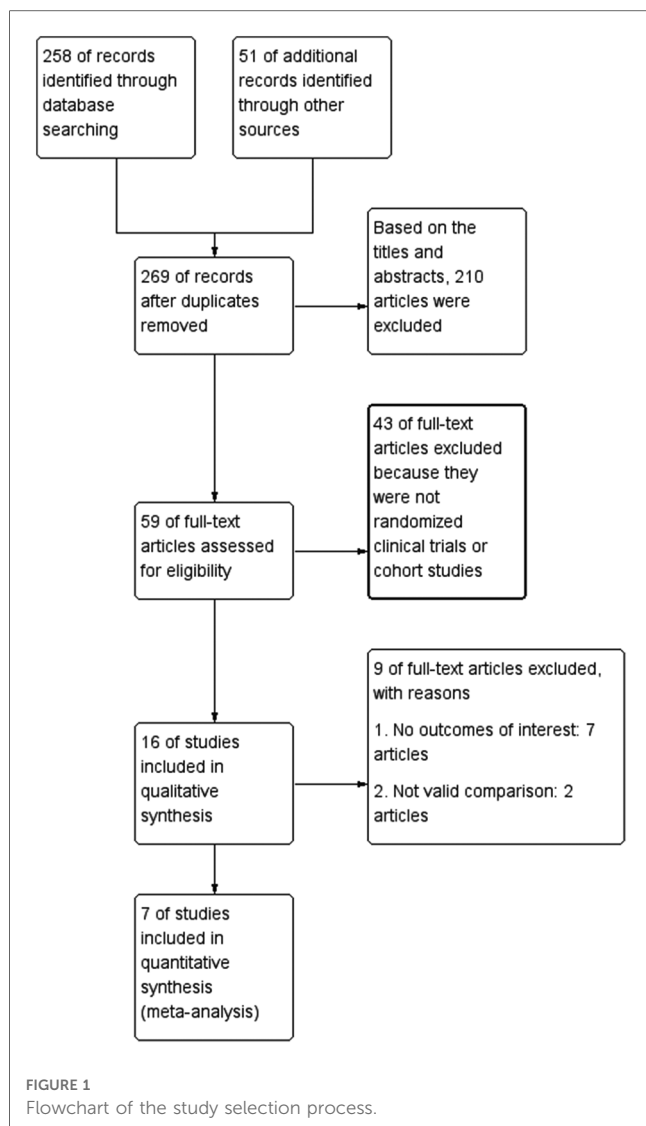 258 of records
identified through
database
searching
51 of additional
records identified
through other
sources
269 of records
after duplicates
removed
Based on the
titles and
abstracts, 210
articles were
excluded
59 of full-text
articles assessed
for eligibility
43 of full-text
articles excluded
because they
were not
randomized
clinical trials or
cohort studies
16 of studies
included in
qualitative
synthesis
9 of full-text articles excluded,
with reasons
1. No outcomes of interest: 7
articles
2. Not valid comparison: 2
articles
7 of studies
included in
quantitative
synthesis
(meta-analysis)
FIGURE 1
Flowchart of the study selection process.